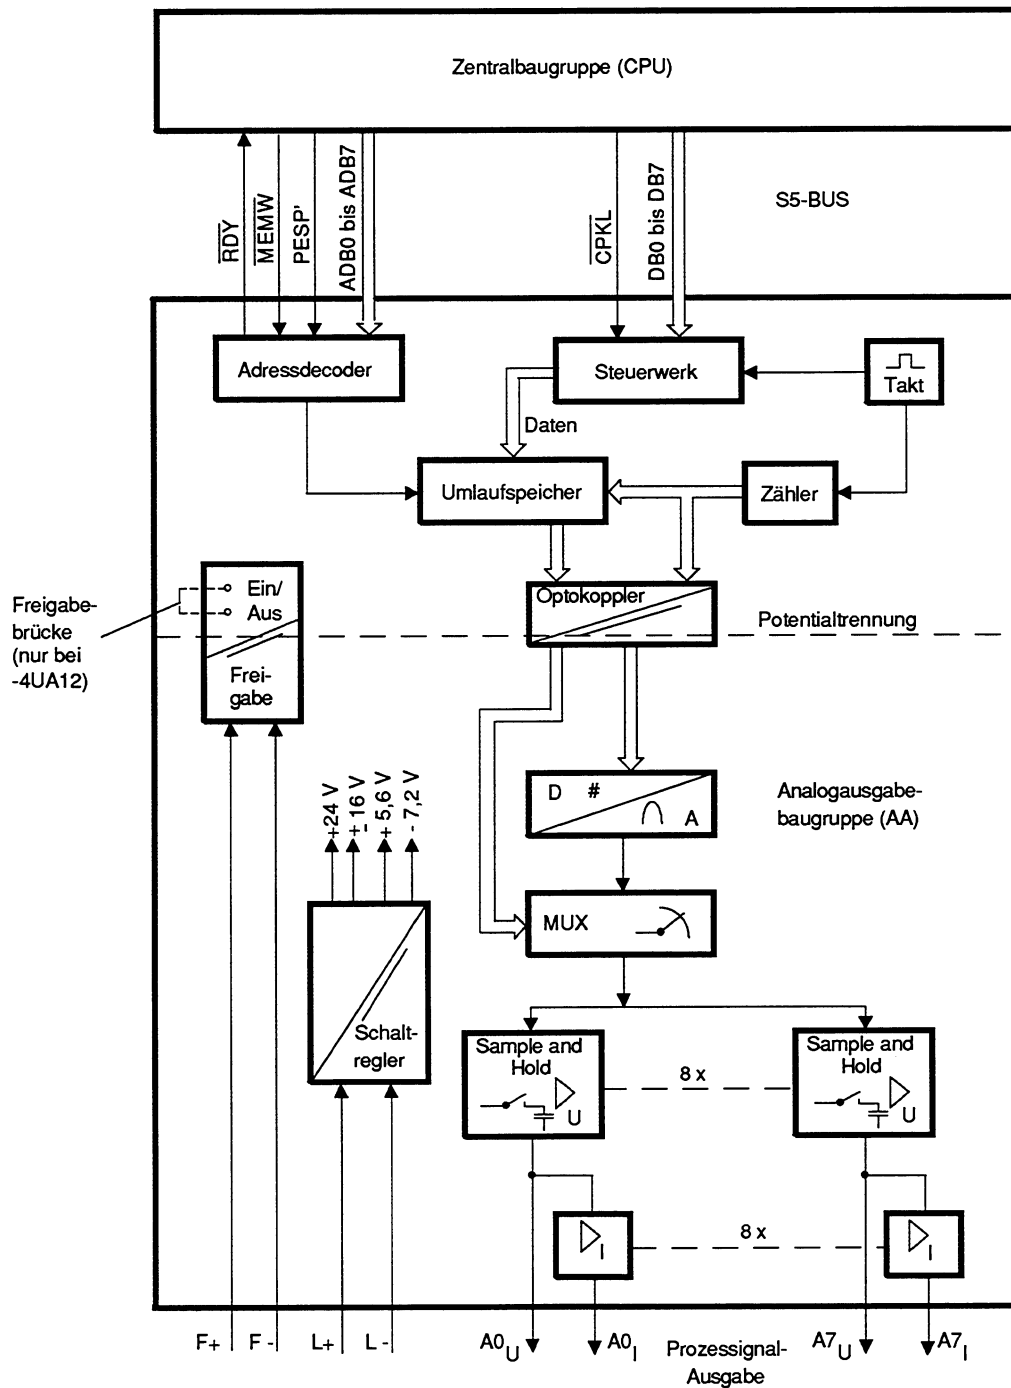 Zentralbaugruppe (CPU)
RDY
MEMW
PESP'
ADB0 bis ADB7
CPKL
DB0 bis DB7
S5-BUS
Adressdecoder
Steuerwerk
Takt
Daten
Umlaufspeicher
Zähler
Freigabe-
brücke
(nur bei
-4UA12)
Ein/
Aus
Frei-
gabe
Optokoppler
Potentialtrennung
+24 V
± 16 V
+ 5,6 V
- 7,2 V
D # A
Analogausgabe-
baugruppe (AA)
MUX
Schalt-
regler
Sample and
Hold
U
8 x
Sample and
Hold
U
I
8 x
I
F+ F - L+ L - A0U A0I A7U A7I
Prozessignal-
Ausgabe